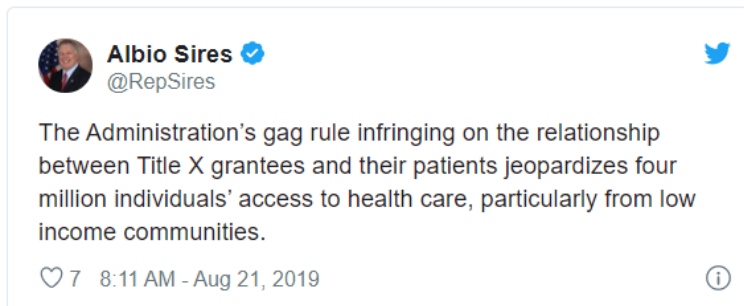 Albio Sires
@RepSires
The Administration’s gag rule infringing on the relationship
between Title X grantees and their patients jeopardizes four
million individuals’ access to health care, particularly from low
income communities.
7 8:11 AM - Aug 21, 2019